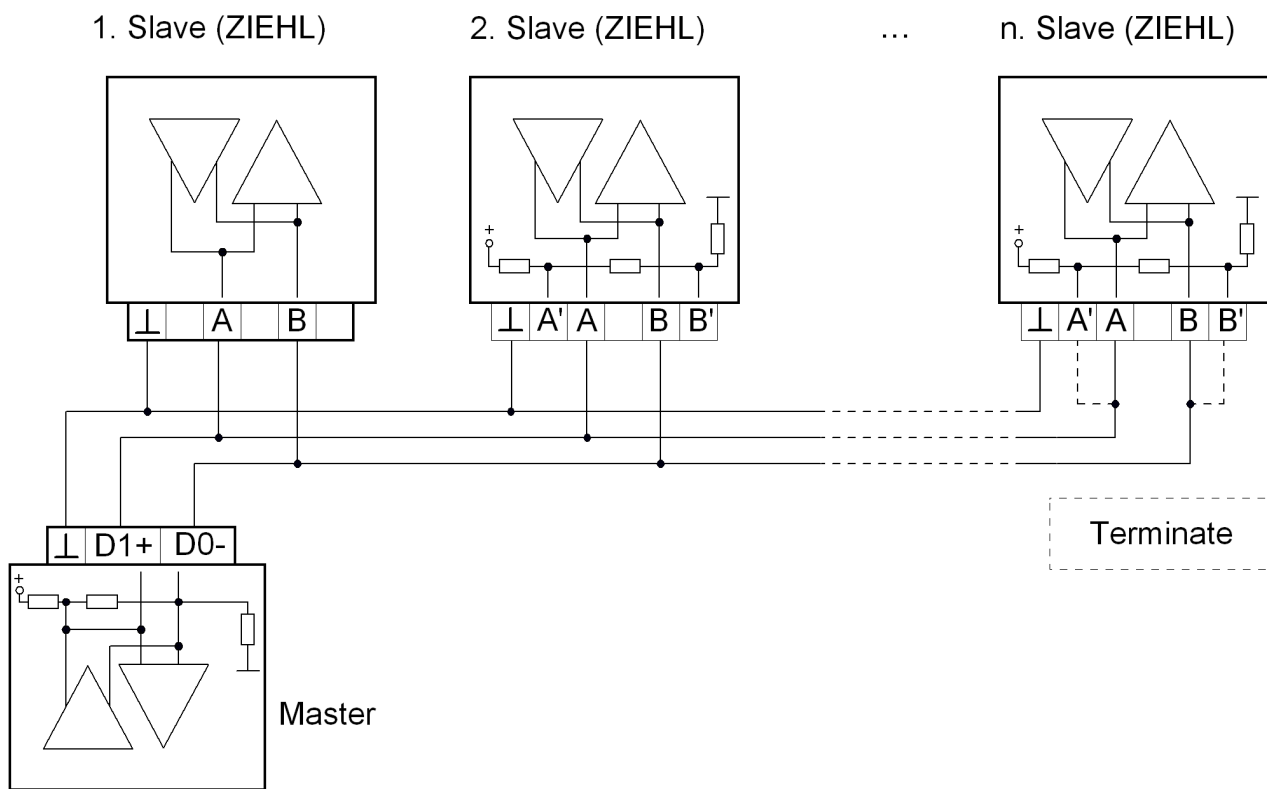 1. Slave (ZIEHL) 2. Slave (ZIEHL) ... n. Slave (ZIEHL)
+ +
⊥ A B ⊥ A' A B B' ⊥ A' A B B'
Terminate
⊥ D1+ D0-
+
Master